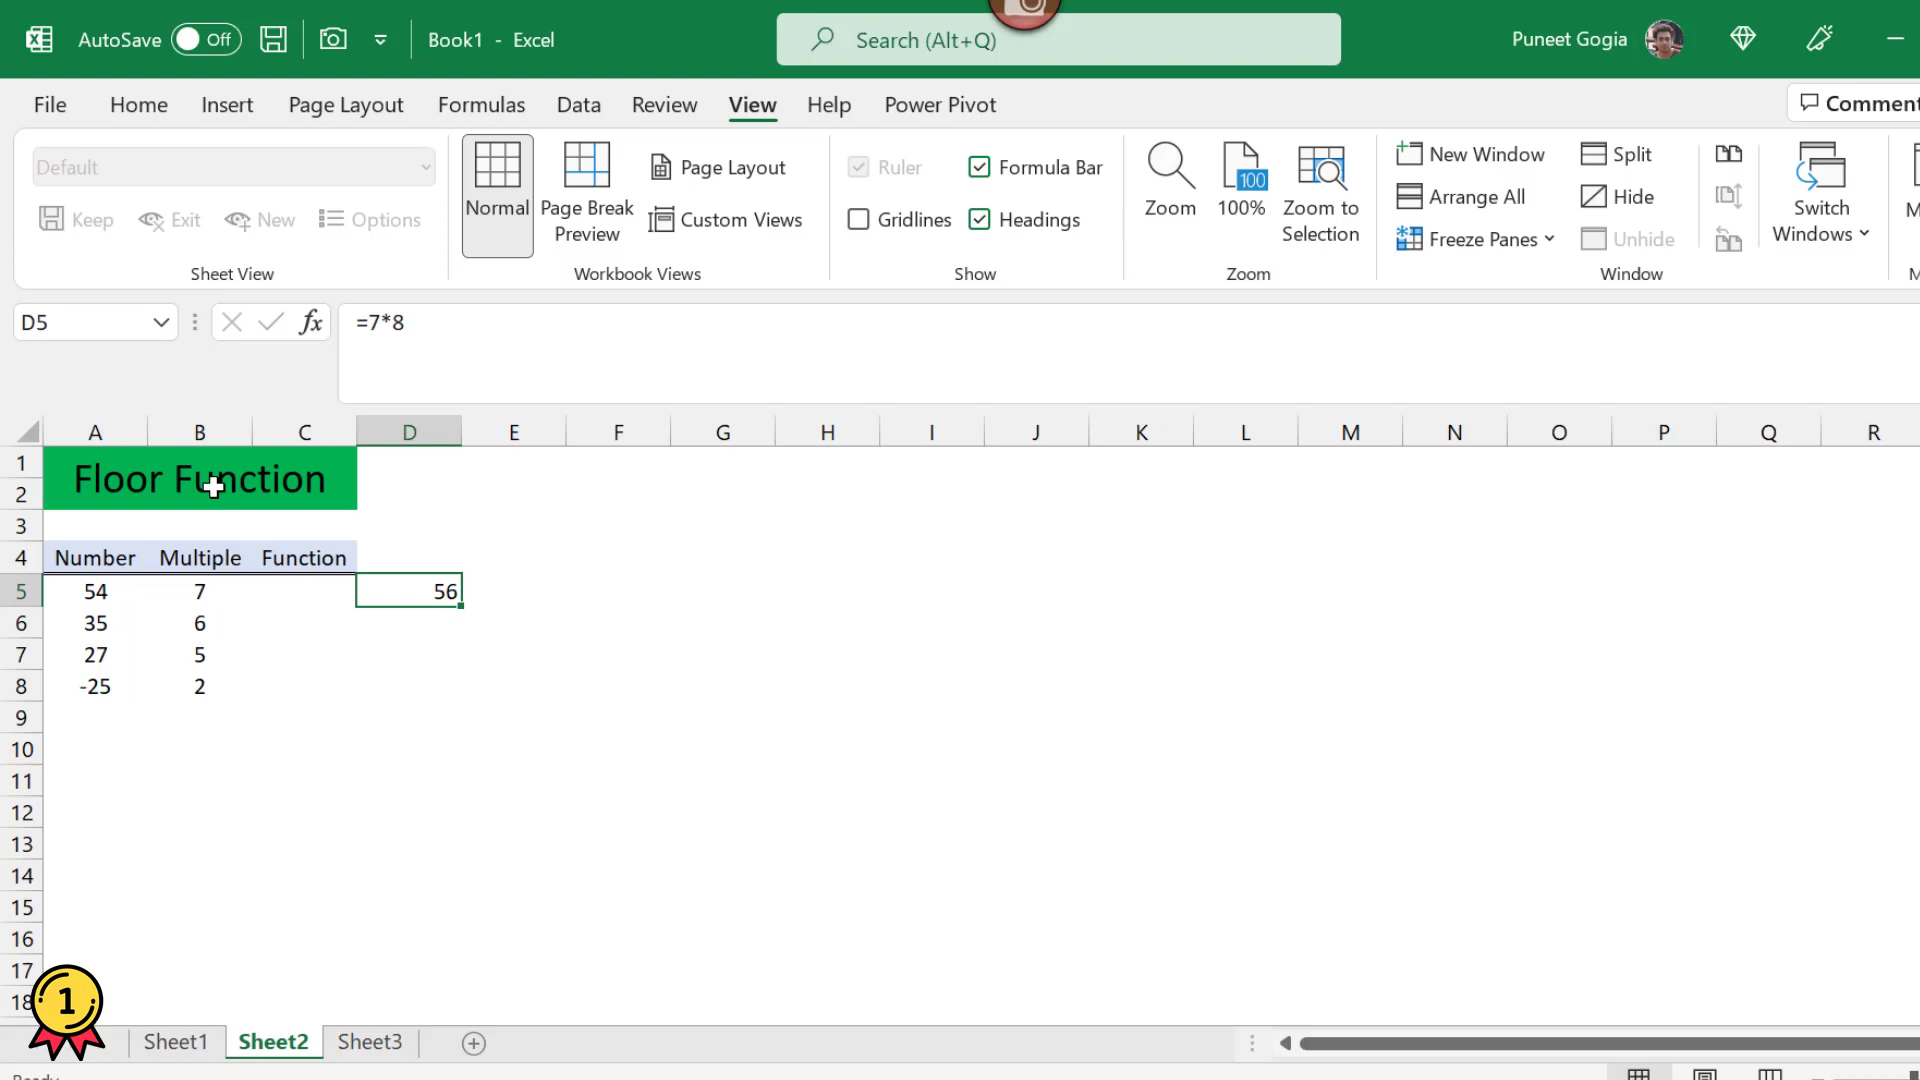 AutoSave Off Book1 - Excel Search (Alt+Q) Puneet Gogia
File Home Insert Page Layout Formulas Data Review View Help Power Pivot
Default
Keep Exit New Options
Sheet View
Normal
Page Break Preview
Page Layout
Custom Views
Workbook Views
Ruler
Formula Bar
Gridlines
Headings
Show
Zoom
100
100%
Zoom to Selection
Zoom
New Window
Arrange All
Freeze Panes
Split
Hide
Unhide
Switch Windows
Window
D5 fx =7*8
A B C D E F G H I J K L M N O P Q R
1
Floor Function
2
3
4 Number Multiple Function
5 54 7 56
6 35 6
7 27 5
8 -25 2
9
10
11
12
13
14
15
16
17
18
1
Sheet1 Sheet2 Sheet3